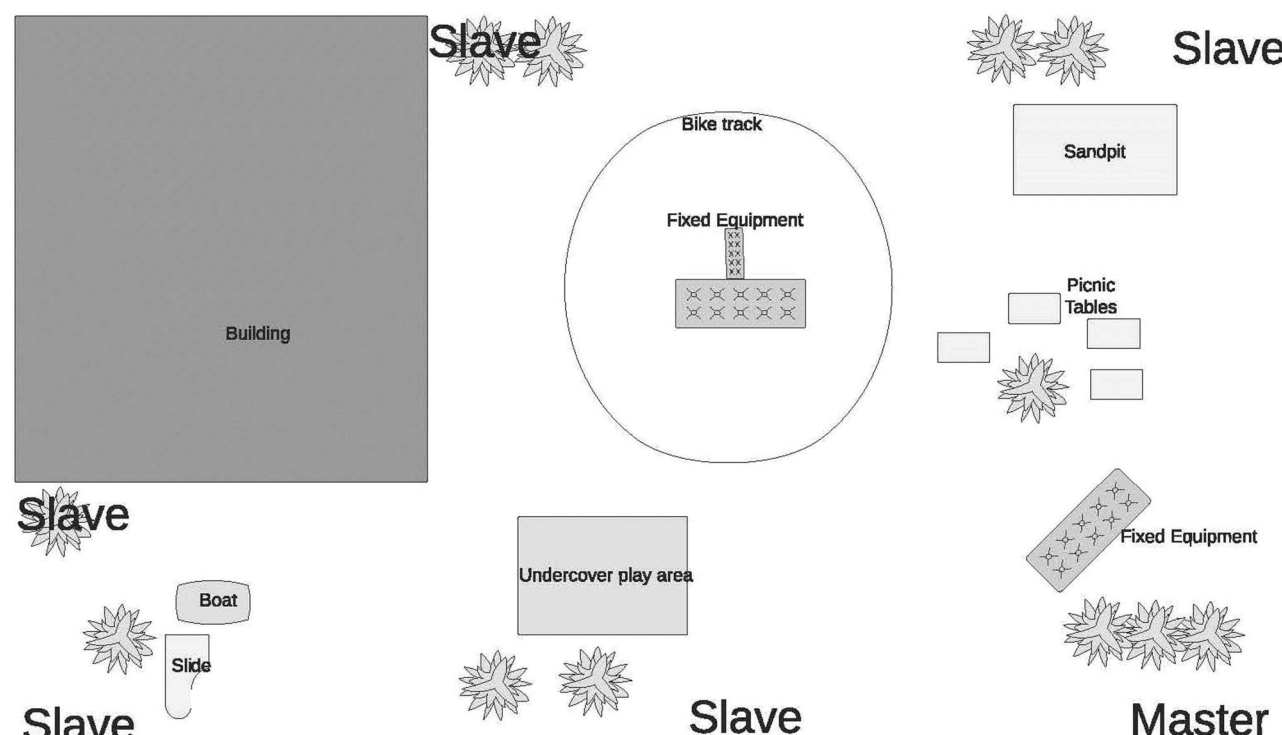 Slave
Slave
Bike track
Sandpit
Fixed Equipment
Picnic
Tables
Building
Slave
Fixed Equipment
Undercover play area
Boat
Slide
Slave
Slave
Master